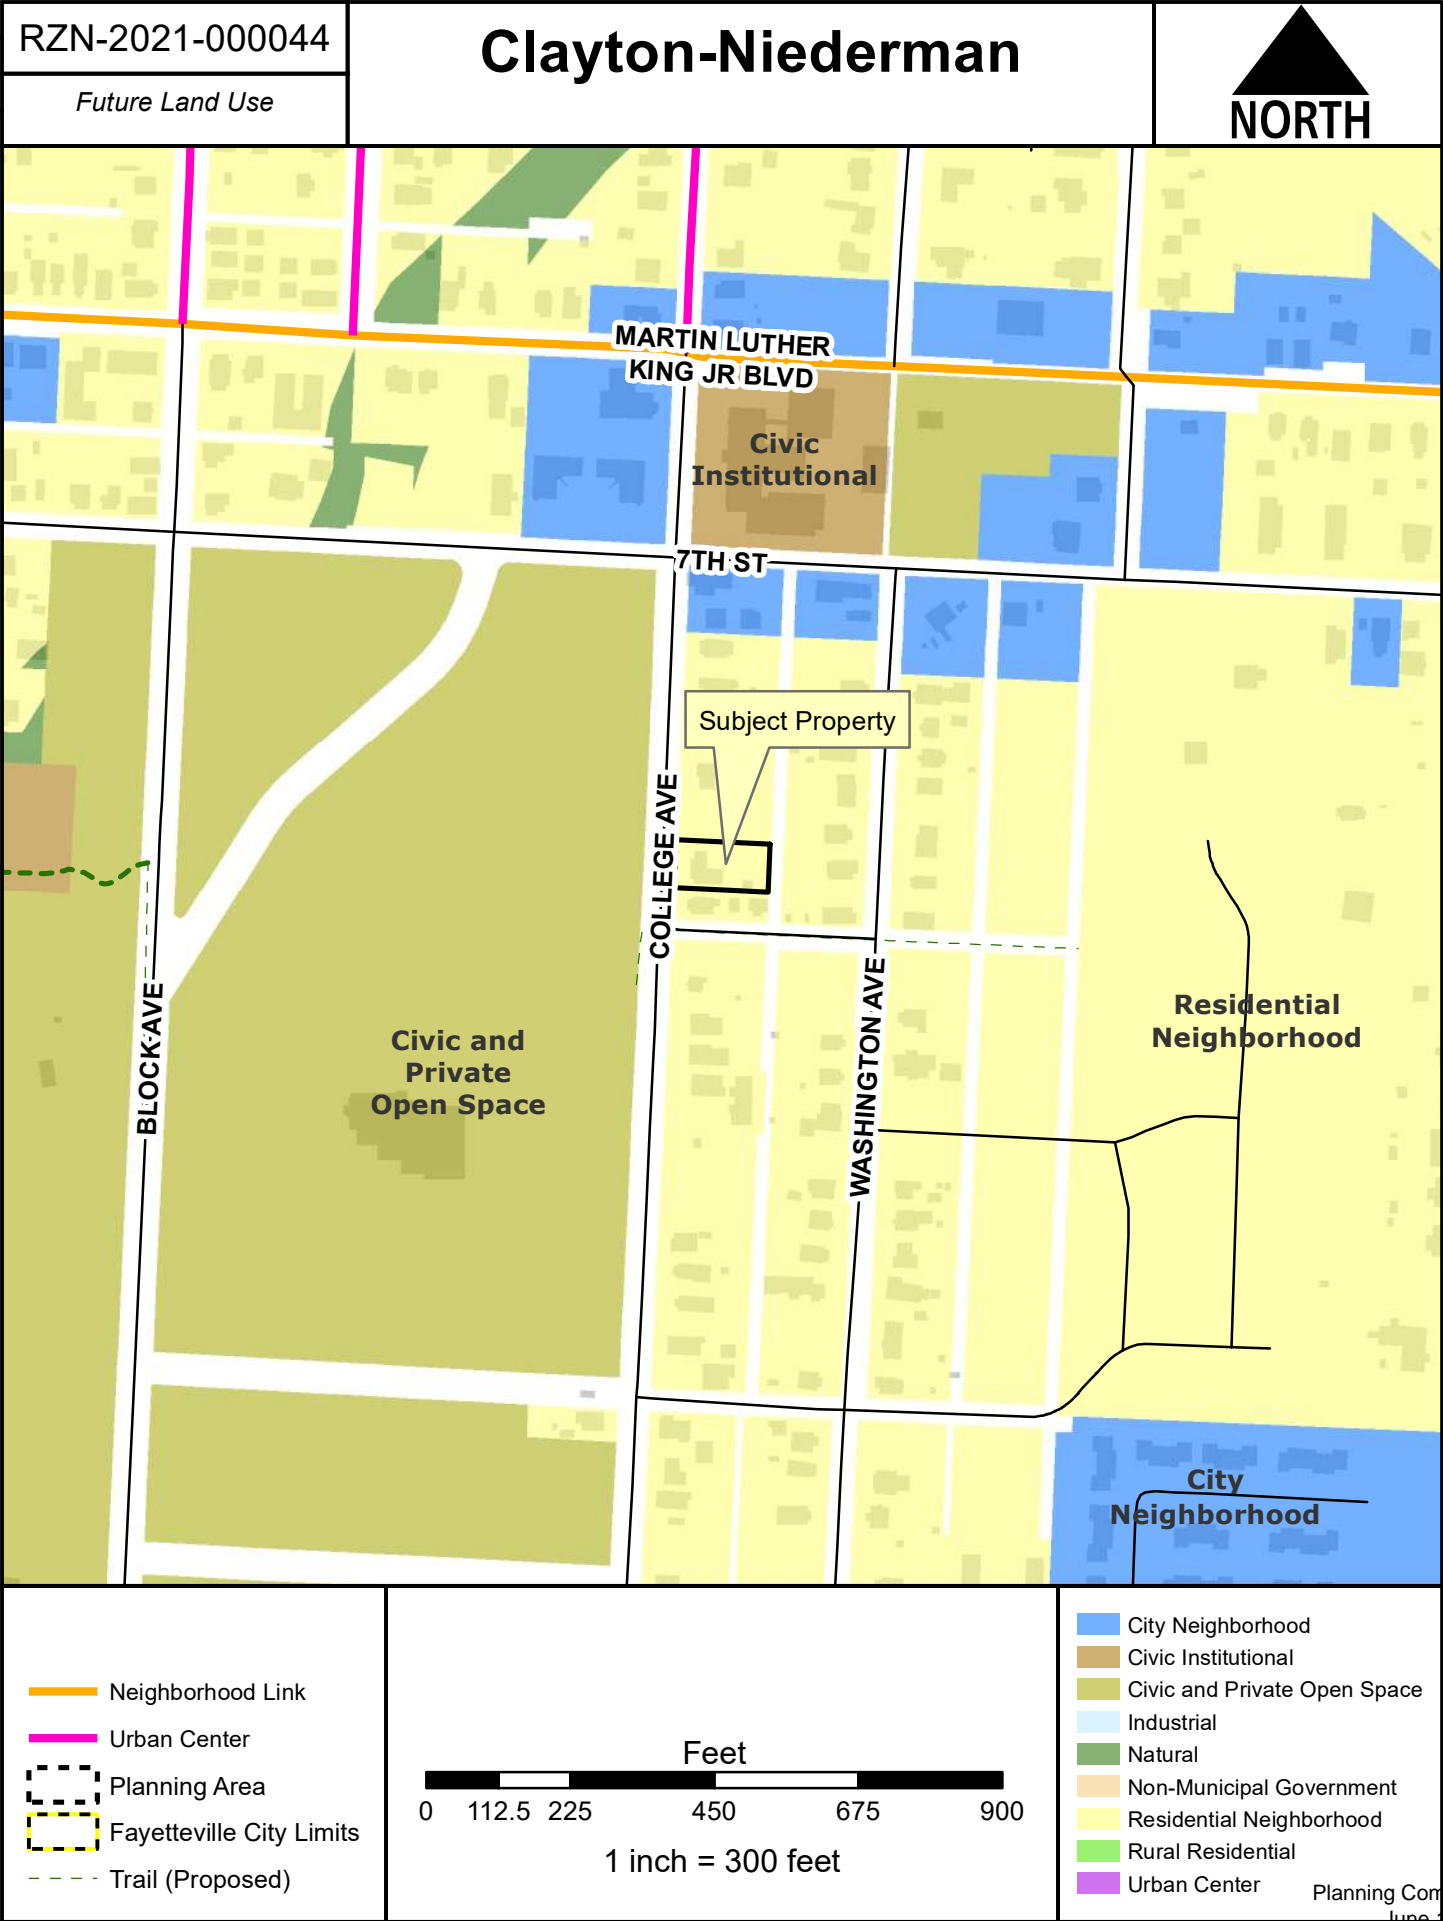 RZN-2021-000044
Future Land Use
Clayton-Niederman
NORTH
MARTIN LUTHER
KING JR BLVD
Civic
Institutional
7TH ST
Subject Property
COLLEGE AVE
BLOCK AVE
WASHINGTON AVE
Civic and
Private
Open Space
Residential
Neighborhood
City
Neighborhood
Neighborhood Link
Urban Center
Planning Area
Fayetteville City Limits
Trail (Proposed)
Feet
0 112.5 225 450 675 900
1 inch = 300 feet
City Neighborhood
Civic Institutional
Civic and Private Open Space
Industrial
Natural
Non-Municipal Government
Residential Neighborhood
Rural Residential
Urban Center
Planning Com
June